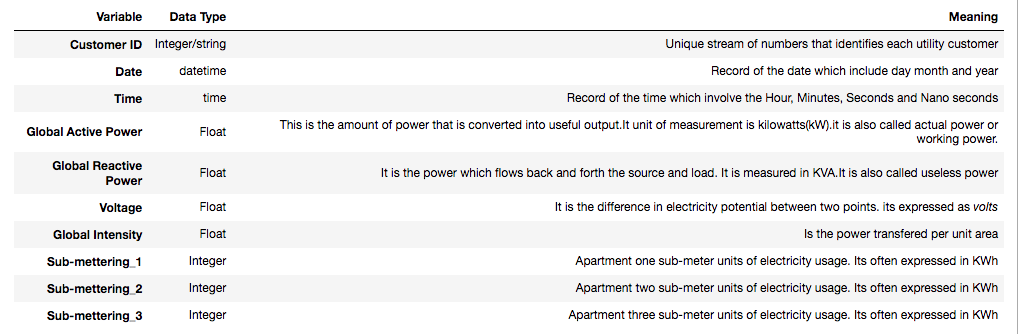 Variable Data Type Meaning
Customer ID Integer/string Unique stream of numbers that identifies each utility customer
Date datetime Record of the date which include day month and year
Time time Record of the time which involve the Hour, Minutes, Seconds and Nano seconds
Global Active Power Float This is the amount of power that is converted into useful output.It unit of measurement is kilowatts(kW).it is also called actual power or
working power.
Global Reactive
Power Float It is the power which flows back and forth the source and load. It is measured in KVA.It is also called useless power
Voltage Float It is the difference in electricity potential between two points. its expressed as volts
Global Intensity Float Is the power transfered per unit area
Sub-mettering_1 Integer Apartment one sub-meter units of electricity usage. Its often expressed in KWh
Sub-mettering_2 Integer Apartment two sub-meter units of electricity usage. Its often expressed in KWh
Sub-mettering_3 Integer Apartment three sub-meter units of electricity usage. Its often expressed in KWh